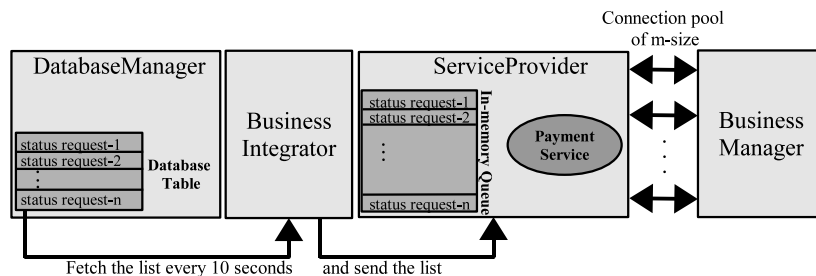 Connection pool
of m-size
DatabaseManager
Business
Integrator
ServiceProvider
Business
Manager
status request-1
status request-2
⋮
status request-n
Database
Table
status request-1
status request-2
⋮
status request-n
In-memory Queue
Payment
Service
⋮
Fetch the list every 10 seconds
and send the list